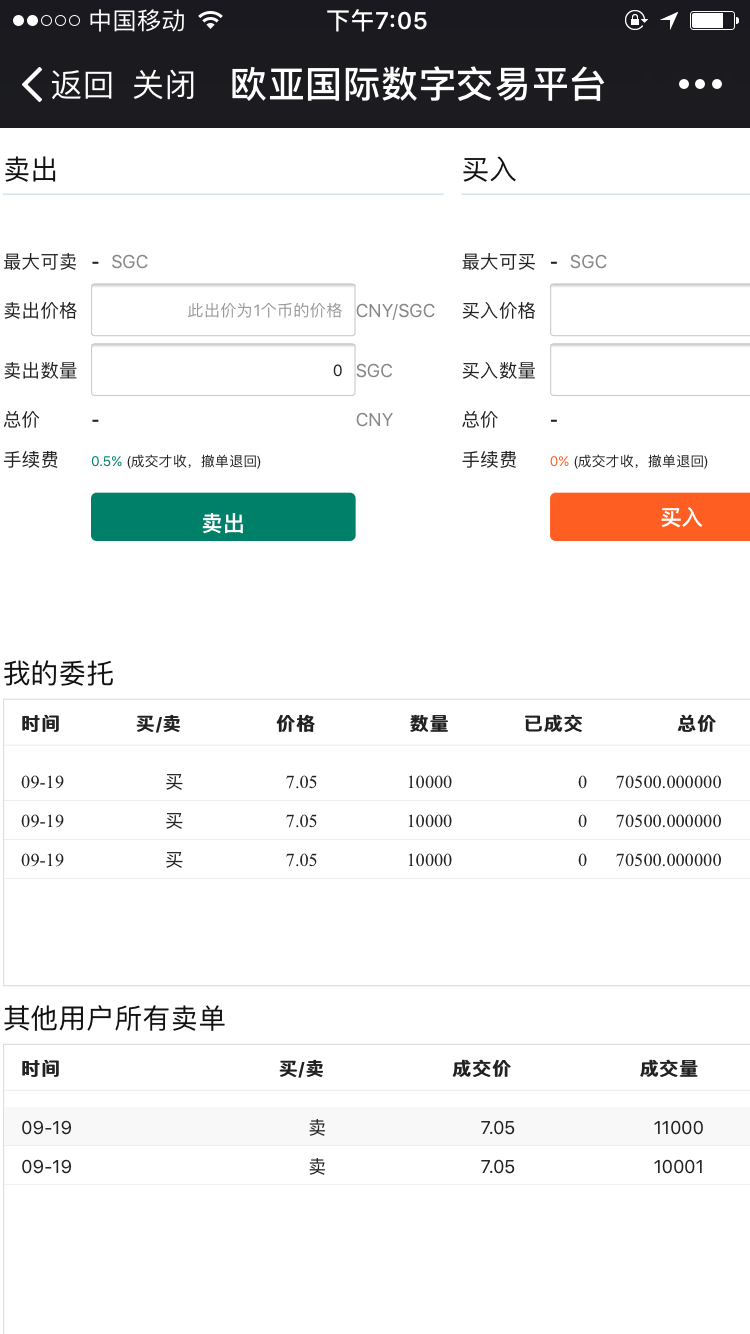 中国移动 下午7:05
返回 关闭 欧亚国际数字交易平台
卖出 买入
最大可卖 - SGC 最大可买 - SGC
卖出价格 此出价为1个币的价格 CNY/SGC 买入价格
卖出数量 0 SGC 买入数量
总价 - CNY 总价 -
手续费 0.5% (成交才收，撤单退回) 手续费 0% (成交才收，撤单退回)
卖出 买入
我的委托
时间 买/卖 价格 数量 已成交 总价
09-19 买 7.05 10000 0 70500.000000
09-19 买 7.05 10000 0 70500.000000
09-19 买 7.05 10000 0 70500.000000
其他用户所有卖单
时间 买/卖 成交价 成交量
09-19 卖 7.05 11000
09-19 卖 7.05 10001